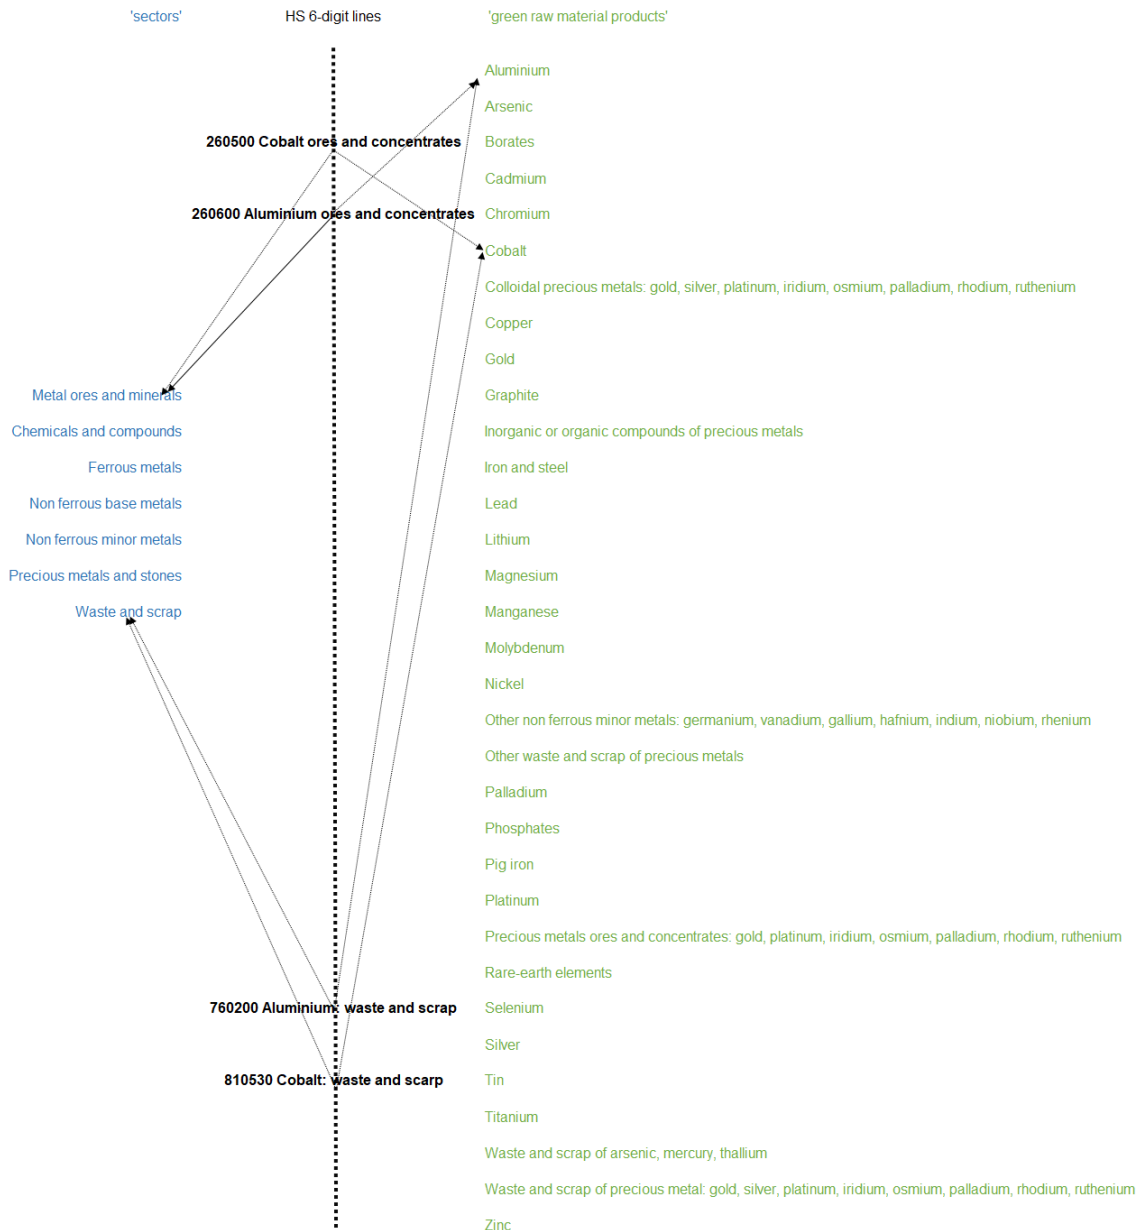 'sectors' HS 6-digit lines 'green raw material products'
Aluminium
Arsenic
260500 Cobalt ores and concentrates Borates
Cadmium
260600 Aluminium ores and concentrates Chromium
Cobalt
Colloidal precious metals: gold, silver, platinum, iridium, osmium, palladium, rhodium, ruthenium
Copper
Gold
Metal ores and minerals Graphite
Chemicals and compounds Inorganic or organic compounds of precious metals
Ferrous metals Iron and steel
Non ferrous base metals Lead
Non ferrous minor metals Lithium
Precious metals and stones Magnesium
Waste and scrap Manganese
Molybdenum
Nickel
Other non ferrous minor metals: germanium, vanadium, gallium, hafnium, indium, niobium, rhenium
Other waste and scrap of precious metals
Palladium
Phosphates
Pig iron
Platinum
Precious metals ores and concentrates: gold, platinum, iridium, osmium, palladium, rhodium, ruthenium
Rare-earth elements
760200 Aluminium: waste and scrap Selenium
Silver
810530 Cobalt: waste and scarp Tin
Titanium
Waste and scrap of arsenic, mercury, thallium
Waste and scrap of precious metal: gold, silver, platinum, iridium, osmium, palladium, rhodium, ruthenium
Zinc